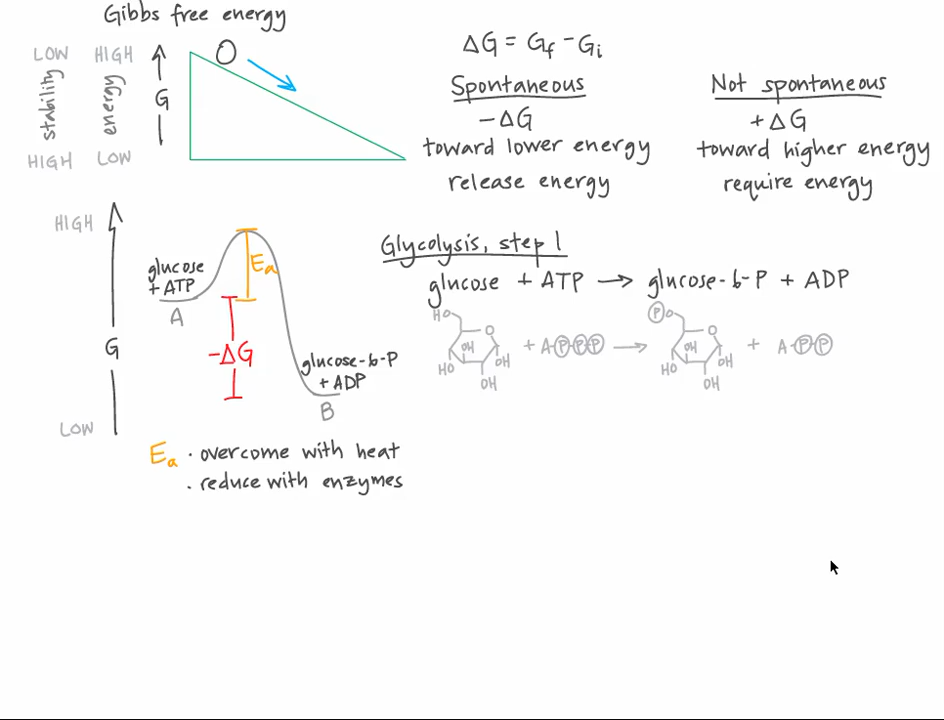 Gibbs free energy
LOW HIGH
stability energy G
HIGH LOW
ΔG = Gf - Gi
Spontaneous
-ΔG
toward lower energy
release energy
Not spontaneous
+ΔG
toward higher energy
require energy
HIGH
G
LOW
glucose
+ ATP
A
Ea
-ΔG
glucose-6-P
+ ADP
B
Ea · overcome with heat
· reduce with enzymes
Glycolysis, step 1
glucose + ATP → glucose-6-P + ADP
HO O OH HO OH OH + A-PPP → P O O OH HO OH OH + A-PP